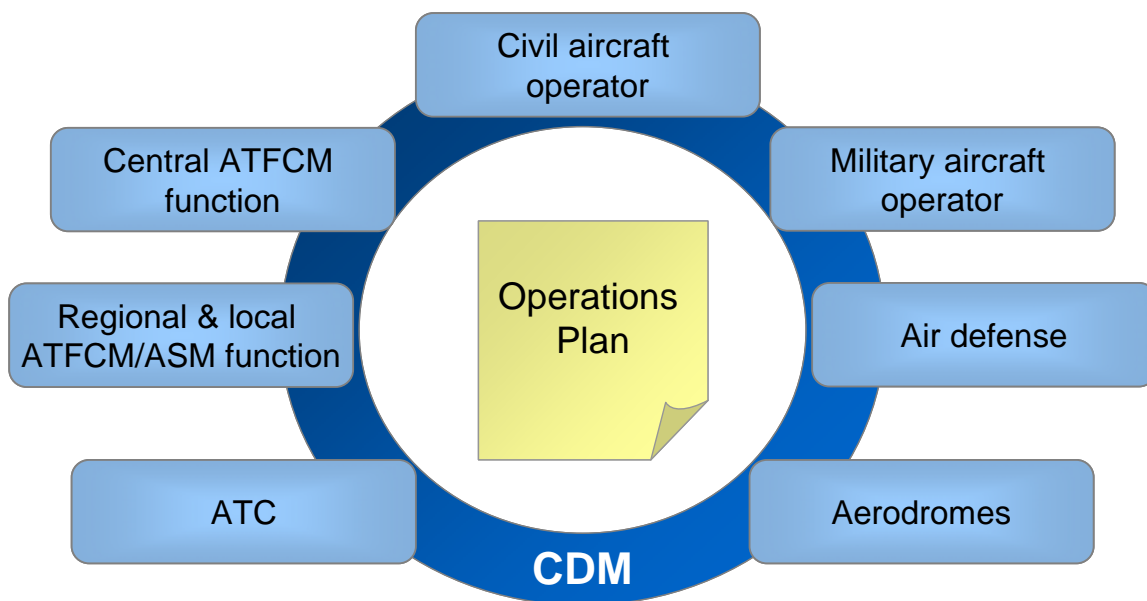 Civil aircraft
operator
Central ATFCM
function
Military aircraft
operator
Operations
Plan
Regional & local
ATFCM/ASM function
Air defense
ATC
Aerodromes
CDM